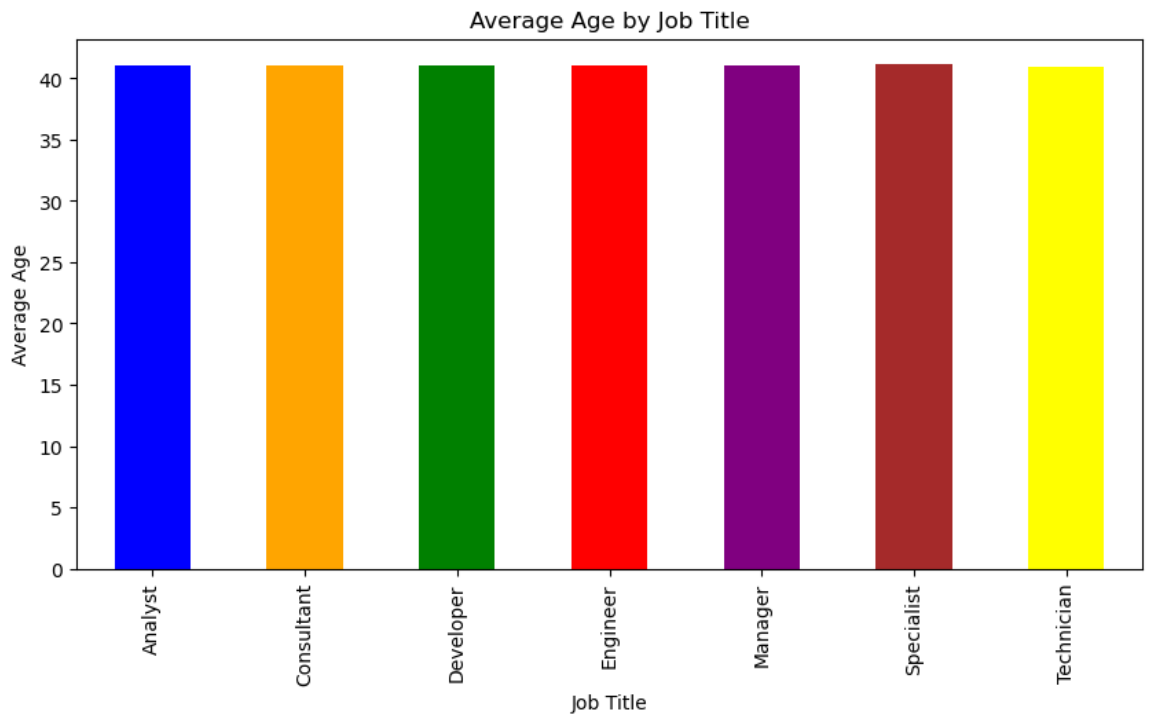 Average Age by Job Title
Average Age
40
35
30
25
20
15
10
5
0
Analyst
Consultant
Developer
Engineer
Manager
Specialist
Technician
Job Title